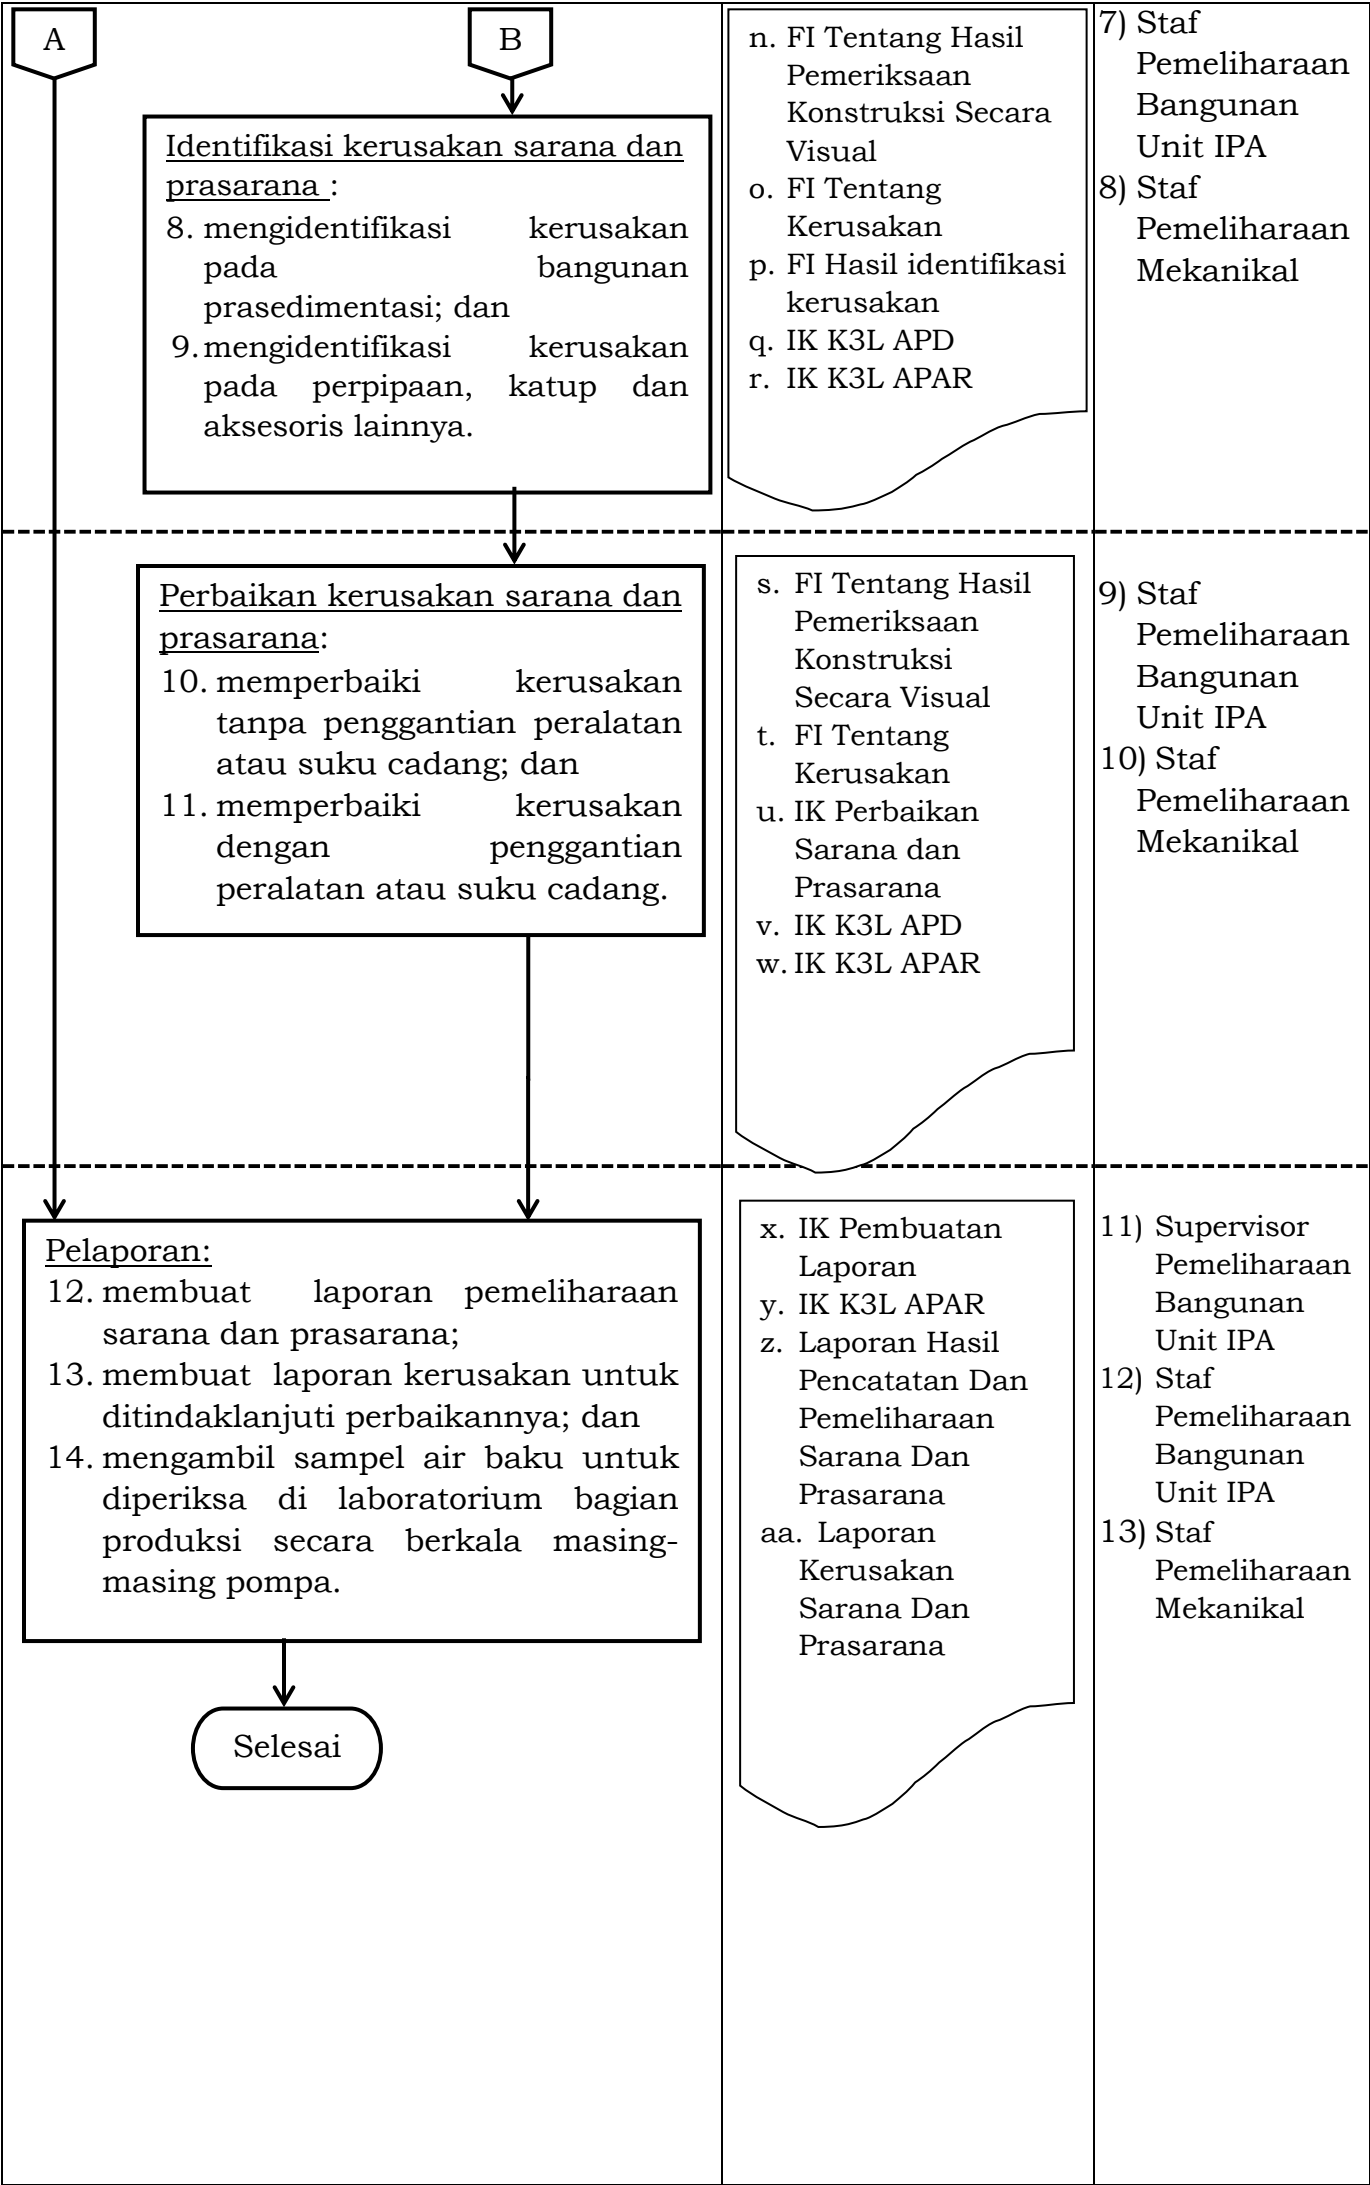 A
B
Identifikasi kerusakan sarana dan
prasarana :
8. mengidentifikasi kerusakan
pada bangunan
prasedimentasi; dan
9. mengidentifikasi kerusakan
pada perpipaan, katup dan
aksesoris lainnya.
n. FI Tentang Hasil
Pemeriksaan
Konstruksi Secara
Visual
o. FI Tentang
Kerusakan
p. FI Hasil identifikasi
kerusakan
q. IK K3L APD
r. IK K3L APAR
7) Staf
Pemeliharaan
Bangunan
Unit IPA
8) Staf
Pemeliharaan
Mekanikal
Perbaikan kerusakan sarana dan
prasarana:
10. memperbaiki kerusakan
tanpa penggantian peralatan
atau suku cadang; dan
11. memperbaiki kerusakan
dengan penggantian
peralatan atau suku cadang.
s. FI Tentang Hasil
Pemeriksaan
Konstruksi
Secara Visual
t. FI Tentang
Kerusakan
u. IK Perbaikan
Sarana dan
Prasarana
v. IK K3L APD
w. IK K3L APAR
9) Staf
Pemeliharaan
Bangunan
Unit IPA
10) Staf
Pemeliharaan
Mekanikal
Pelaporan:
12. membuat laporan pemeliharaan
sarana dan prasarana;
13. membuat laporan kerusakan untuk
ditindaklanjuti perbaikannya; dan
14. mengambil sampel air baku untuk
diperiksa di laboratorium bagian
produksi secara berkala masing-
masing pompa.
Selesai
x. IK Pembuatan
Laporan
y. IK K3L APAR
z. Laporan Hasil
Pencatatan Dan
Pemeliharaan
Sarana Dan
Prasarana
aa. Laporan
Kerusakan
Sarana Dan
Prasarana
11) Supervisor
Pemeliharaan
Bangunan
Unit IPA
12) Staf
Pemeliharaan
Bangunan
Unit IPA
13) Staf
Pemeliharaan
Mekanikal